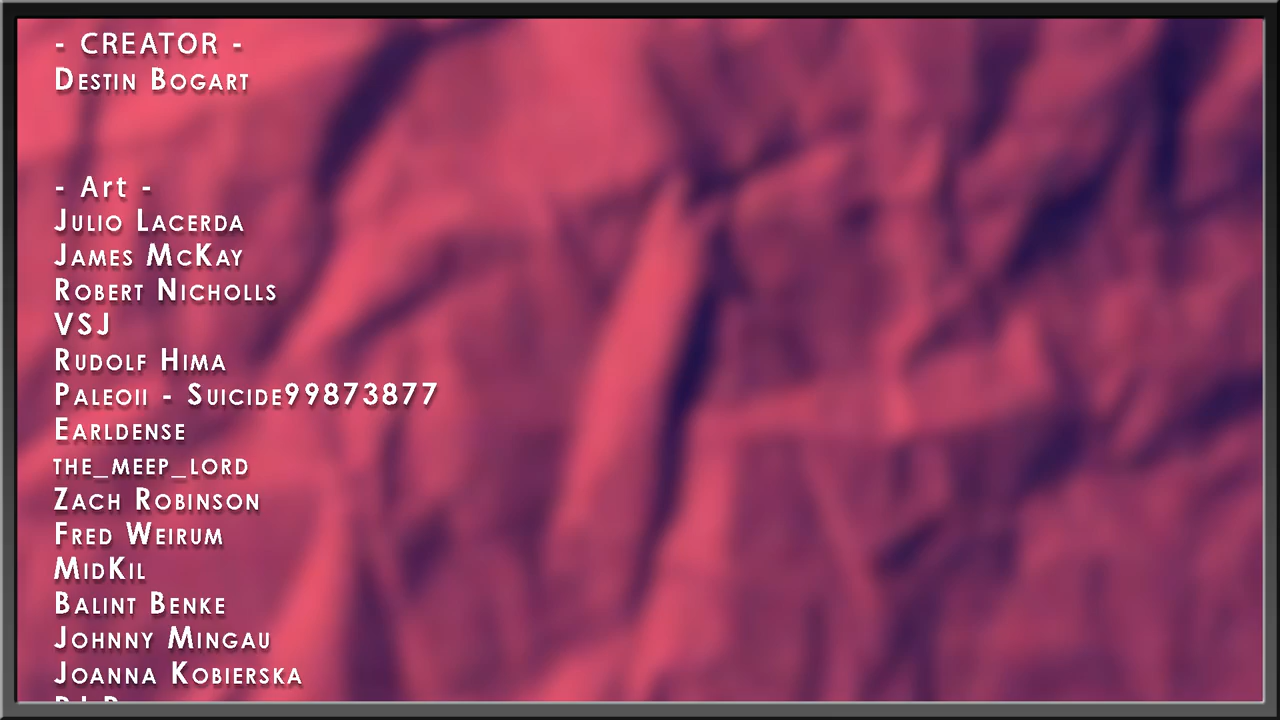 - CREATOR -
Destin Bogart
- Art -
Julio Lacerda
James McKay
Robert Nicholls
VSJ
Rudolf Hima
Paleoii - Suicide99873877
Earldense
the_meep_lord
Zach Robinson
Fred Weirum
MidKil
Balint Benke
Johnny Mingau
Joanna Kobierska